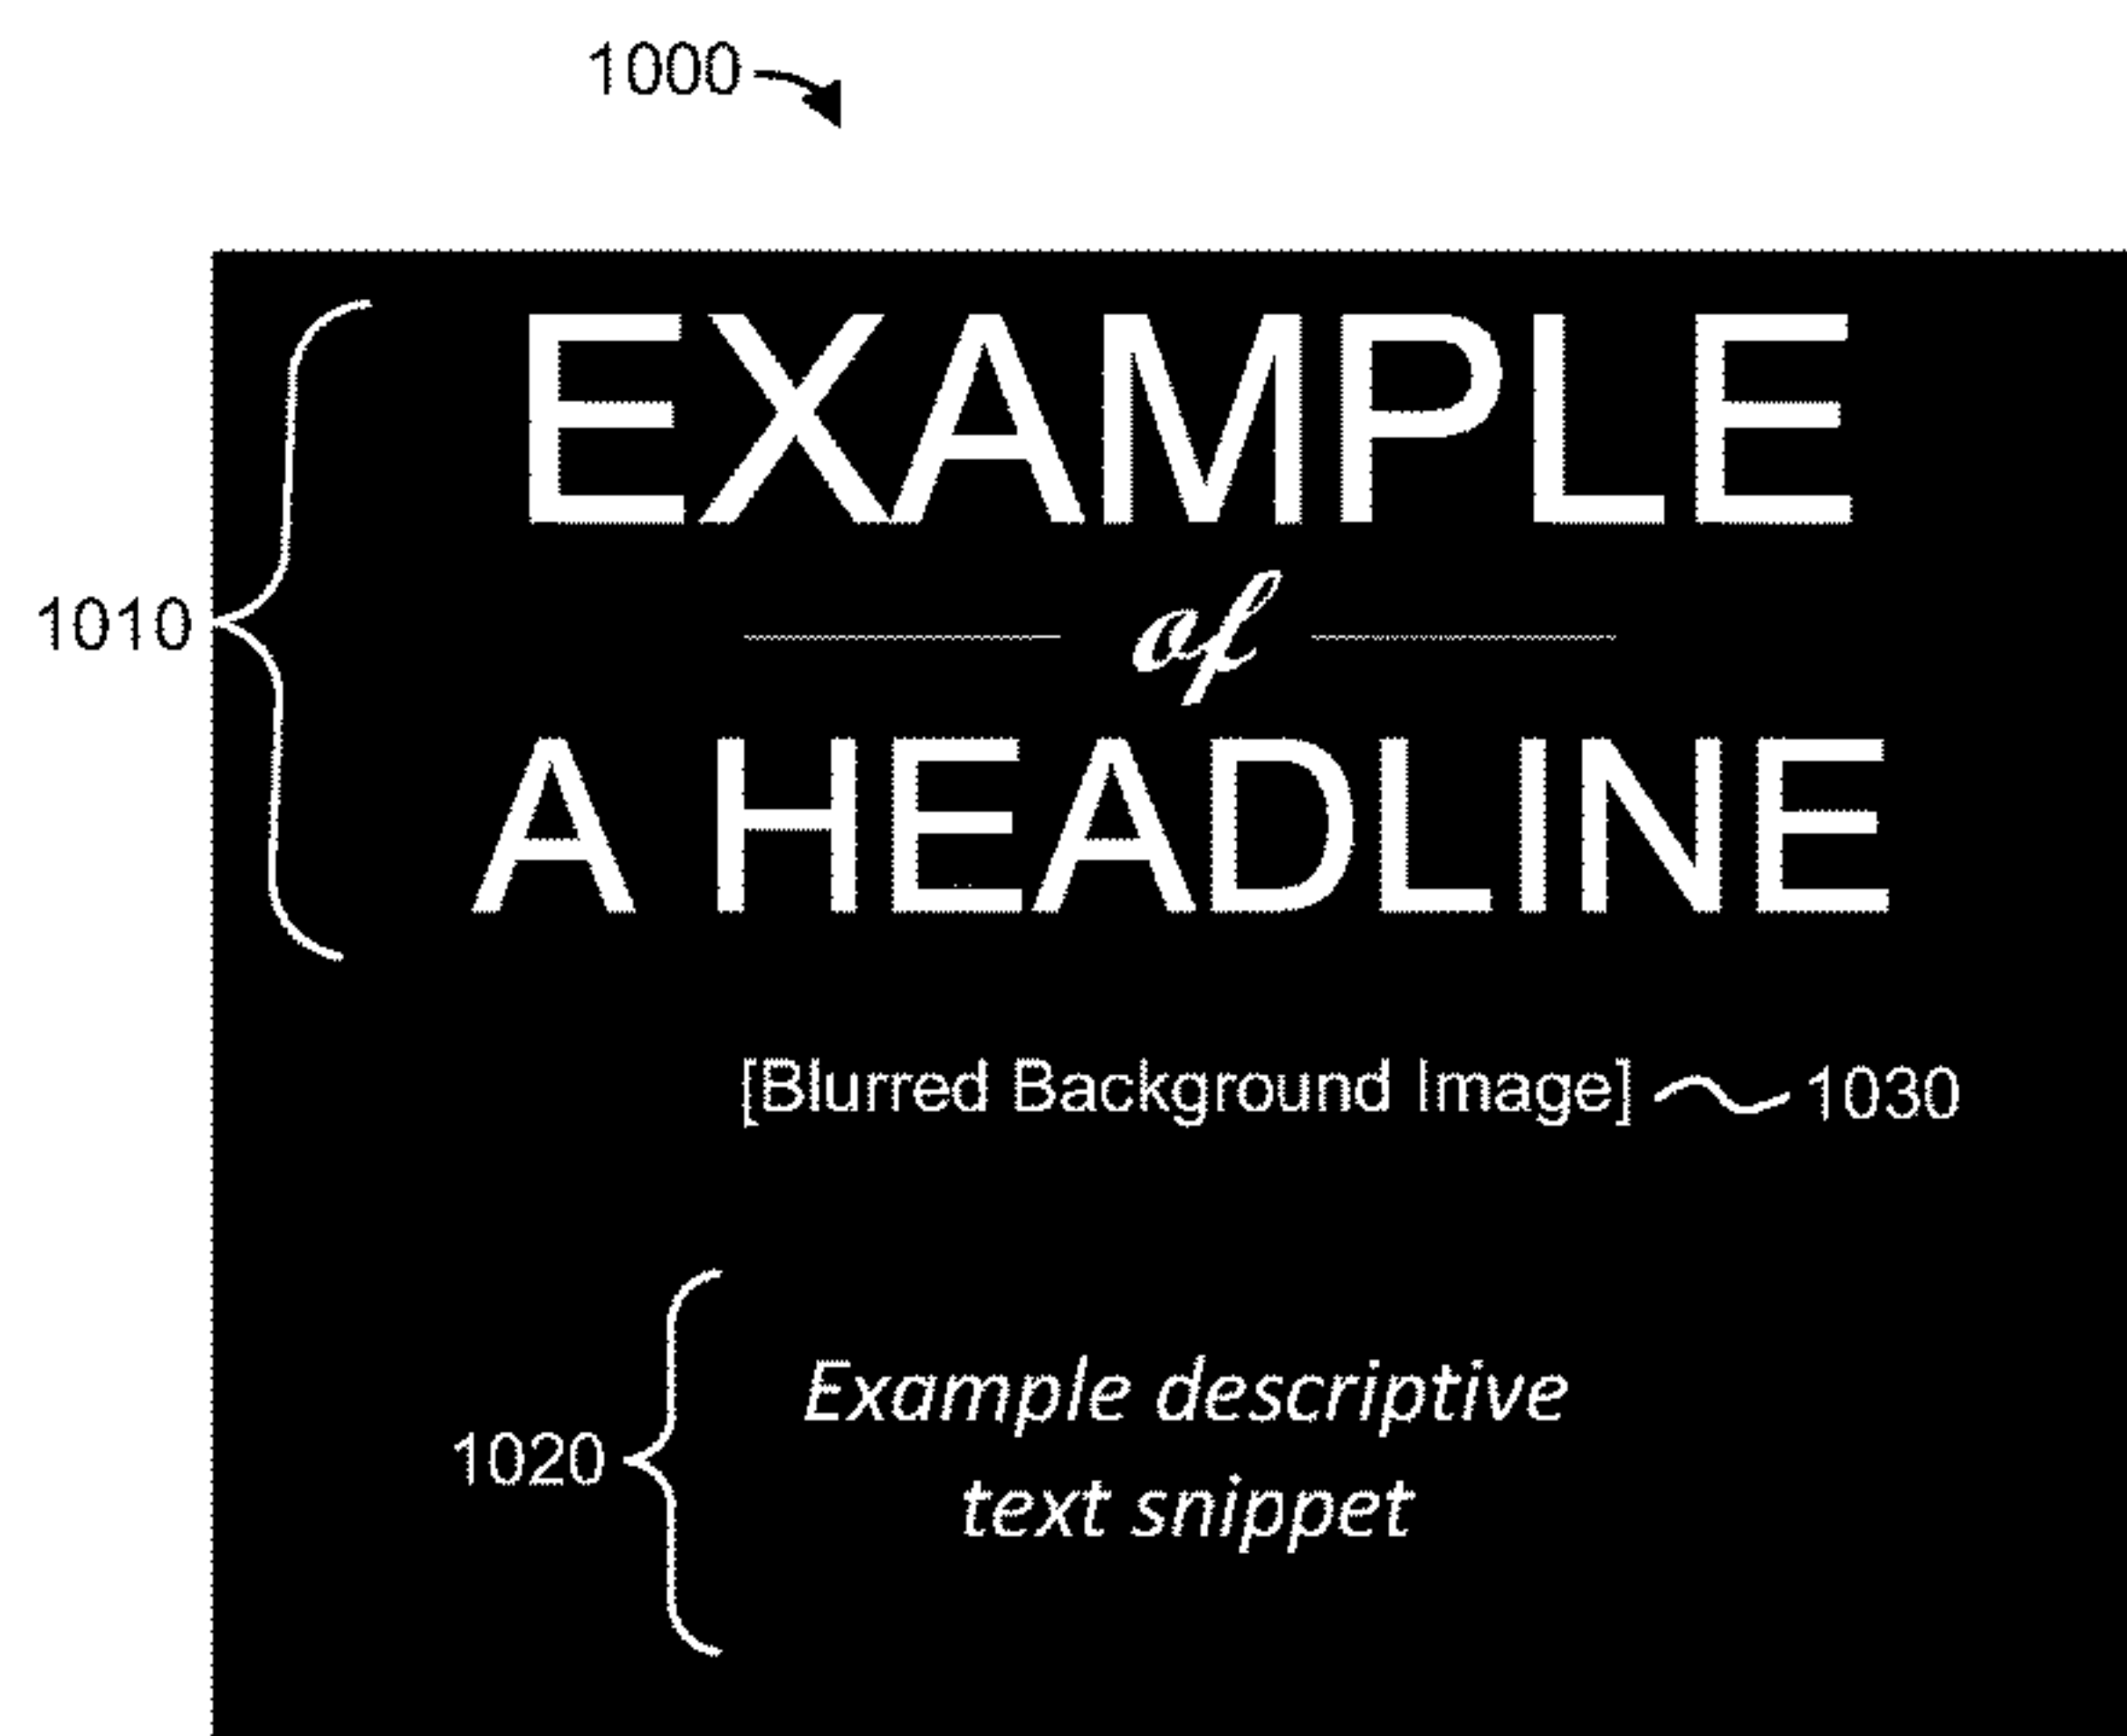 1000
EXAMPLE
1010
of
A HEADLINE
[Blurred Background Image] 1030
Example descriptive
1020
text snippet